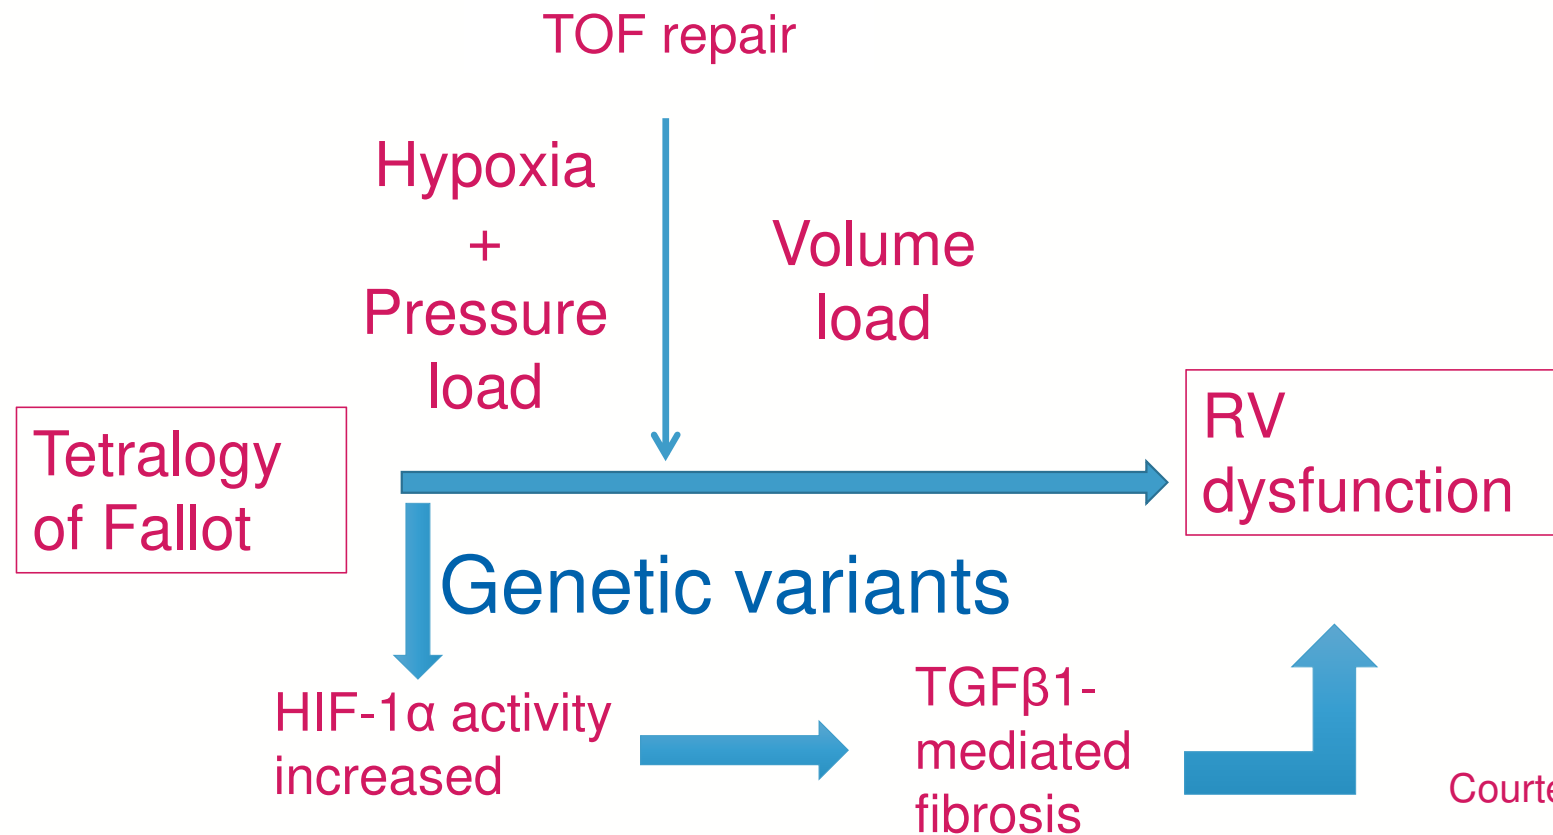 TOF repair
Hypoxia
+
Pressure
load
Volume
load
Tetralogy
of Fallot
RV
dysfunction
Genetic variants
HIF-1α activity
increased
TGFβ1-
mediated
fibrosis